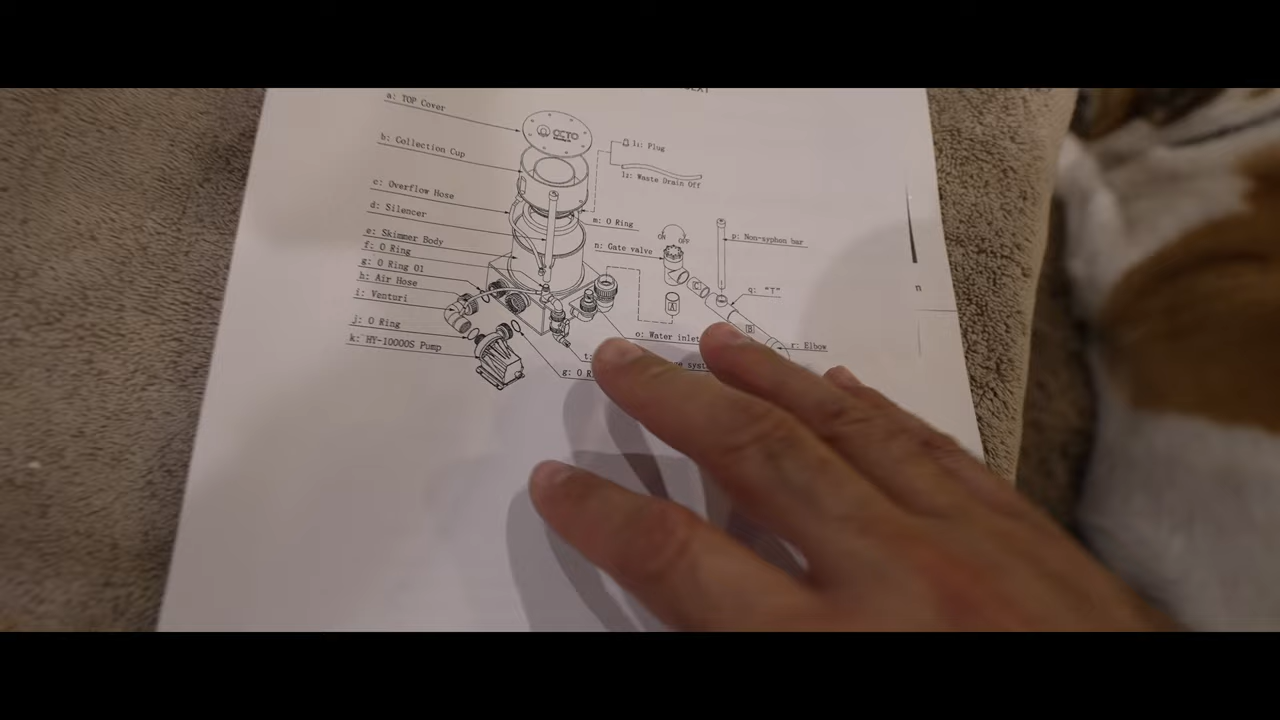 a: TOP Cover
OCTO
b: Collection Cup
l1: Plug
l2: Waste Drain Off
c: Overflow Hose
d: Silencer
m: O Ring
e: Skimmer Body
f: O Ring
g: O Ring 01
h: Air Hose
i: Venturi
j: O Ring
k: HY-10000S Pump
n: Gate valve
ON
OFF
p: Non-syphon bar
q: "T"
C
A
B
o: Water inlet
r: Elbow
t:
g: O R
n